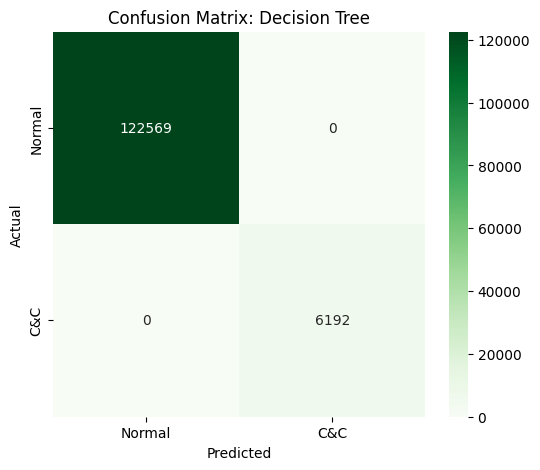 Confusion Matrix: Decision Tree
Normal
C&C
Actual
122569
0
0
6192
Normal
C&C
Predicted
120000
100000
80000
60000
40000
20000
0